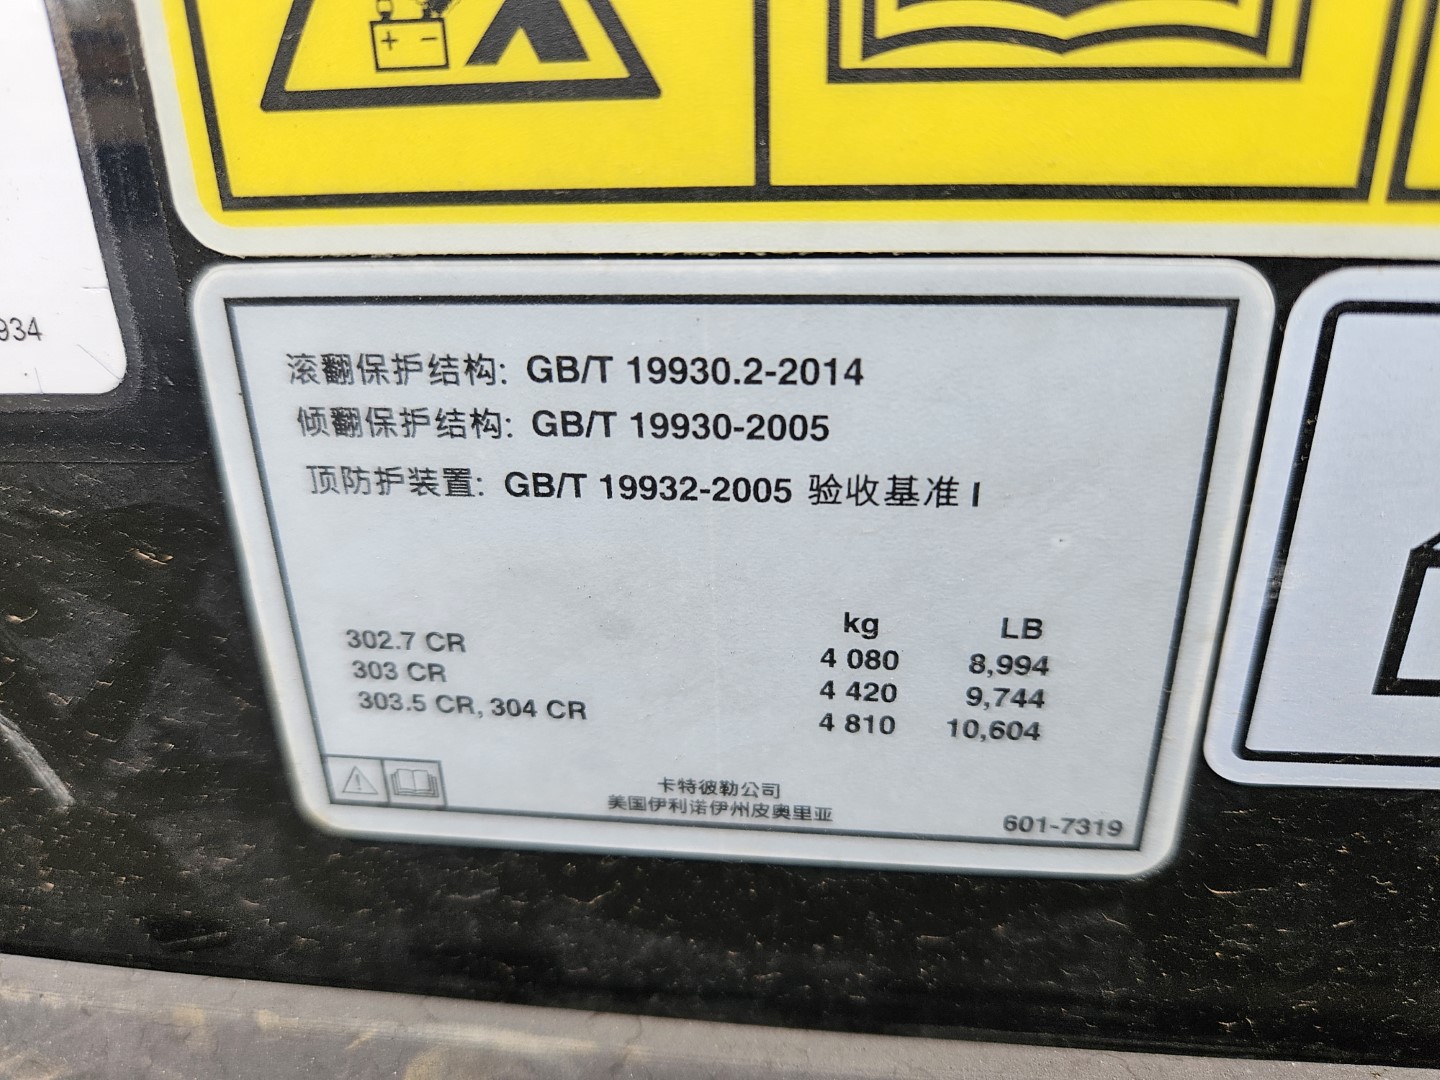 934
滚翻保护结构: GB/T 19930.2-2014
倾翻保护结构: GB/T 19930-2005
顶防护装置: GB/T 19932-2005 验收基准 I
kg LB
302.7 CR 4 080 8,994
303 CR 4 420 9,744
303.5 CR, 304 CR 4 810 10,604
卡特彼勒公司
美国伊利诺伊州皮奥里亚
601-7319